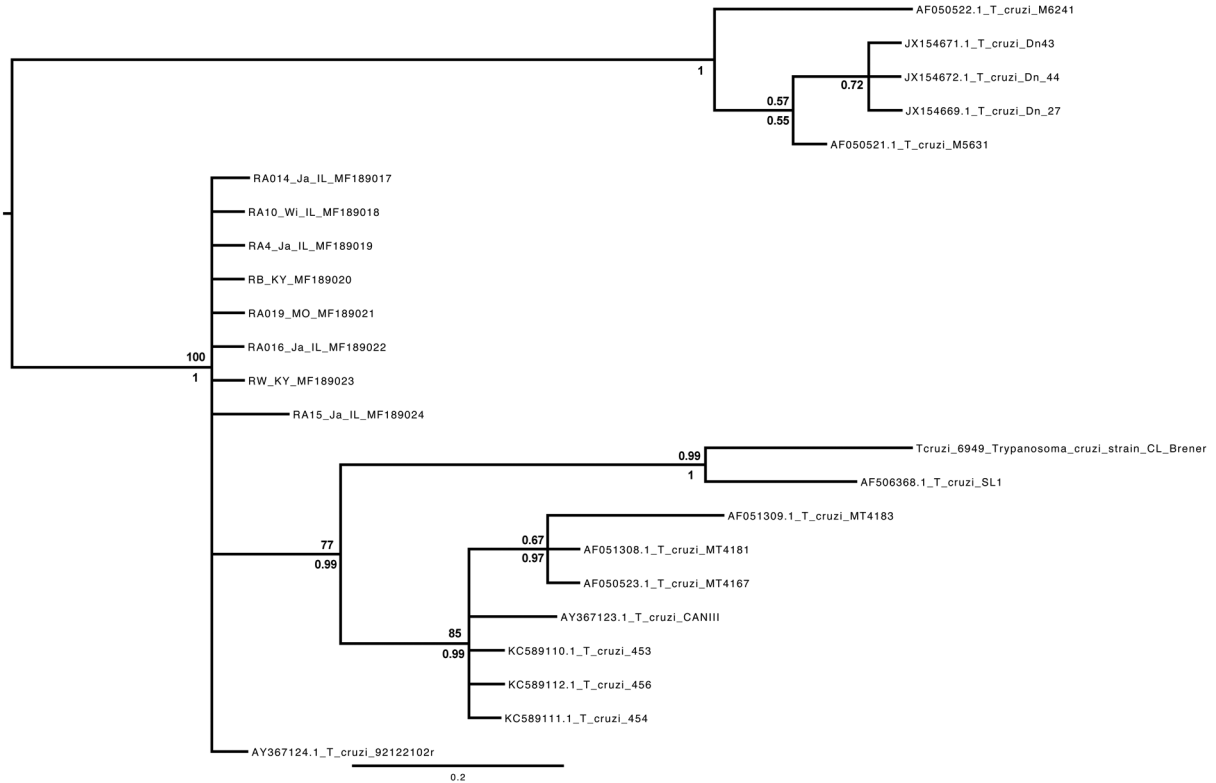 AF050522.1_T_cruzi_M6241
JX154671.1_T_cruzi_Dn43
1
JX154672.1_T_cruzi_Dn_44
0.72
0.57
JX154669.1_T_cruzi_Dn_27
0.55
AF050521.1_T_cruzi_M5631
RA014_Ja_IL_MF189017
RA10_Wi_IL_MF189018
RA4_Ja_IL_MF189019
RB_KY_MF189020
RA019_MO_MF189021
RA016_Ja_IL_MF189022
100
1
RW_KY_MF189023
RA15_Ja_IL_MF189024
Tcruzi_6949_Trypanosoma_cruzi_strain_CL_Brener
0.99
1
AF506368.1_T_cruzi_SL1
AF051309.1_T_cruzi_MT4183
0.67
77
AF051308.1_T_cruzi_MT4181
0.97
0.99
AF050523.1_T_cruzi_MT4167
AY367123.1_T_cruzi_CANIII
85
0.99
KC589110.1_T_cruzi_453
KC589112.1_T_cruzi_456
KC589111.1_T_cruzi_454
AY367124.1_T_cruzi_92122102r
0.2